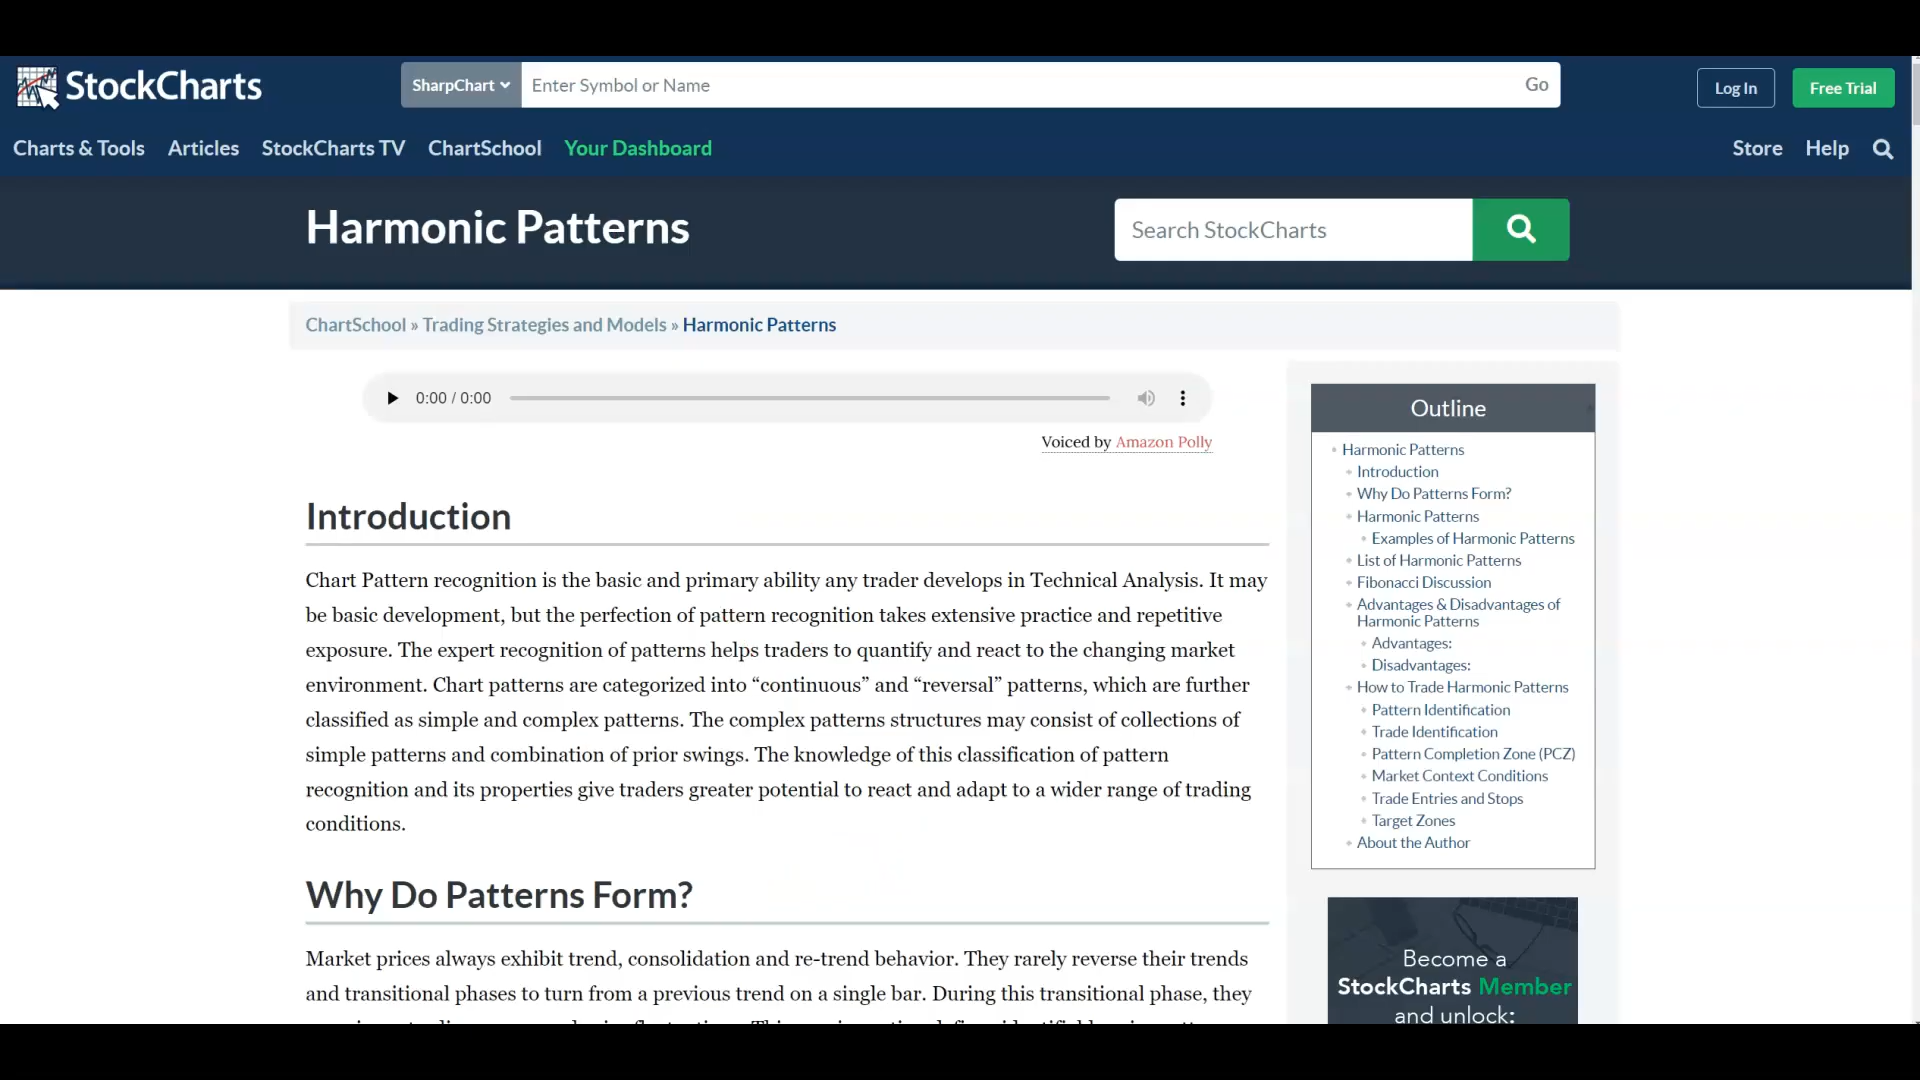 StockCharts
SharpChart
Enter Symbol or Name
Go
Log In
Free Trial
Charts & Tools
Articles
StockCharts TV
ChartSchool
Your Dashboard
Store
Help
Harmonic Patterns
Search StockCharts
ChartSchool » Trading Strategies and Models » Harmonic Patterns
0:00 / 0:00
Voiced by Amazon Polly
Introduction
Chart Pattern recognition is the basic and primary ability any trader develops in Technical Analysis. It may
be basic development, but the perfection of pattern recognition takes extensive practice and repetitive
exposure. The expert recognition of patterns helps traders to quantify and react to the changing market
environment. Chart patterns are categorized into “continuous” and “reversal” patterns, which are further
classified as simple and complex patterns. The complex patterns structures may consist of collections of
simple patterns and combination of prior swings. The knowledge of this classification of pattern
recognition and its properties give traders greater potential to react and adapt to a wider range of trading
conditions.
Why Do Patterns Form?
Market prices always exhibit trend, consolidation and re-trend behavior. They rarely reverse their trends
and transitional phases to turn from a previous trend on a single bar. During this transitional phase, they
Outline
Harmonic Patterns
Introduction
Why Do Patterns Form?
Harmonic Patterns
Examples of Harmonic Patterns
List of Harmonic Patterns
Fibonacci Discussion
Advantages & Disadvantages of
Harmonic Patterns
Advantages:
Disadvantages:
How to Trade Harmonic Patterns
Pattern Identification
Trade Identification
Pattern Completion Zone (PCZ)
Market Context Conditions
Trade Entries and Stops
Target Zones
About the Author
Become a
StockCharts Member
and unlock: